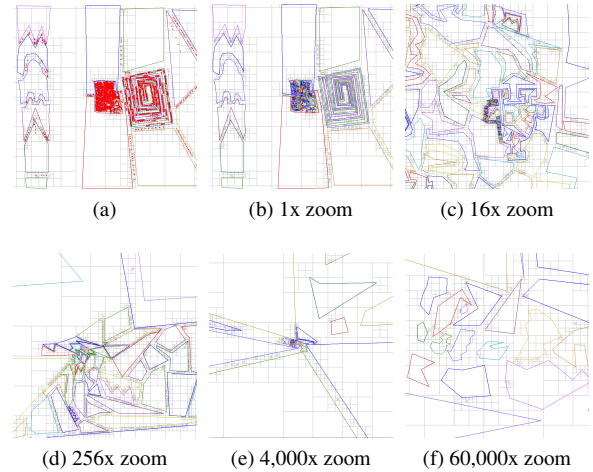 (a)
(b) 1x zoom
(c) 16x zoom
(d) 256x zoom
(e) 4,000x zoom
(f) 60,000x zoom